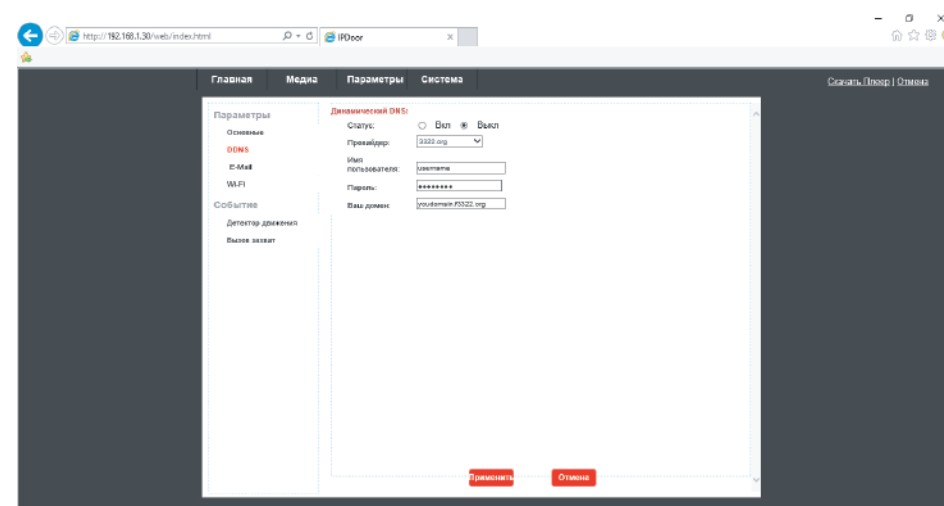 http://192.168.1.30/web/index.html
IPDoor
Главная Медиа Параметры Система
Скачать Плеер | Отмена
Параметры
Основные
DDNS
E-Mail
WI-FI
Событие
Детектор движения
Вызов захват
Динамический DNS:
Статус: Вкл Выкл
Провайдер: 3322.org
Имя
пользователя: username
Пароль: ••••••••
Ваш домен: youdomain.f3322.org
Применить Отмена